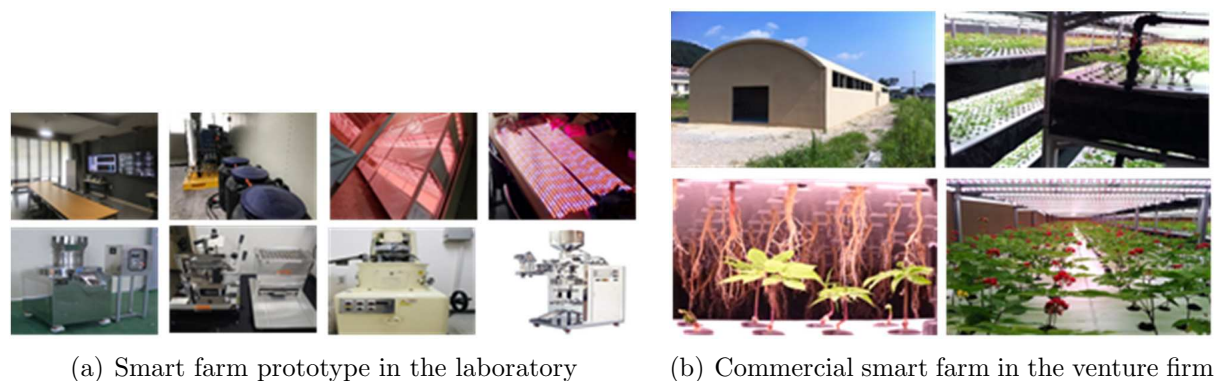 (a) Smart farm prototype in the laboratory
(b) Commercial smart farm in the venture firm